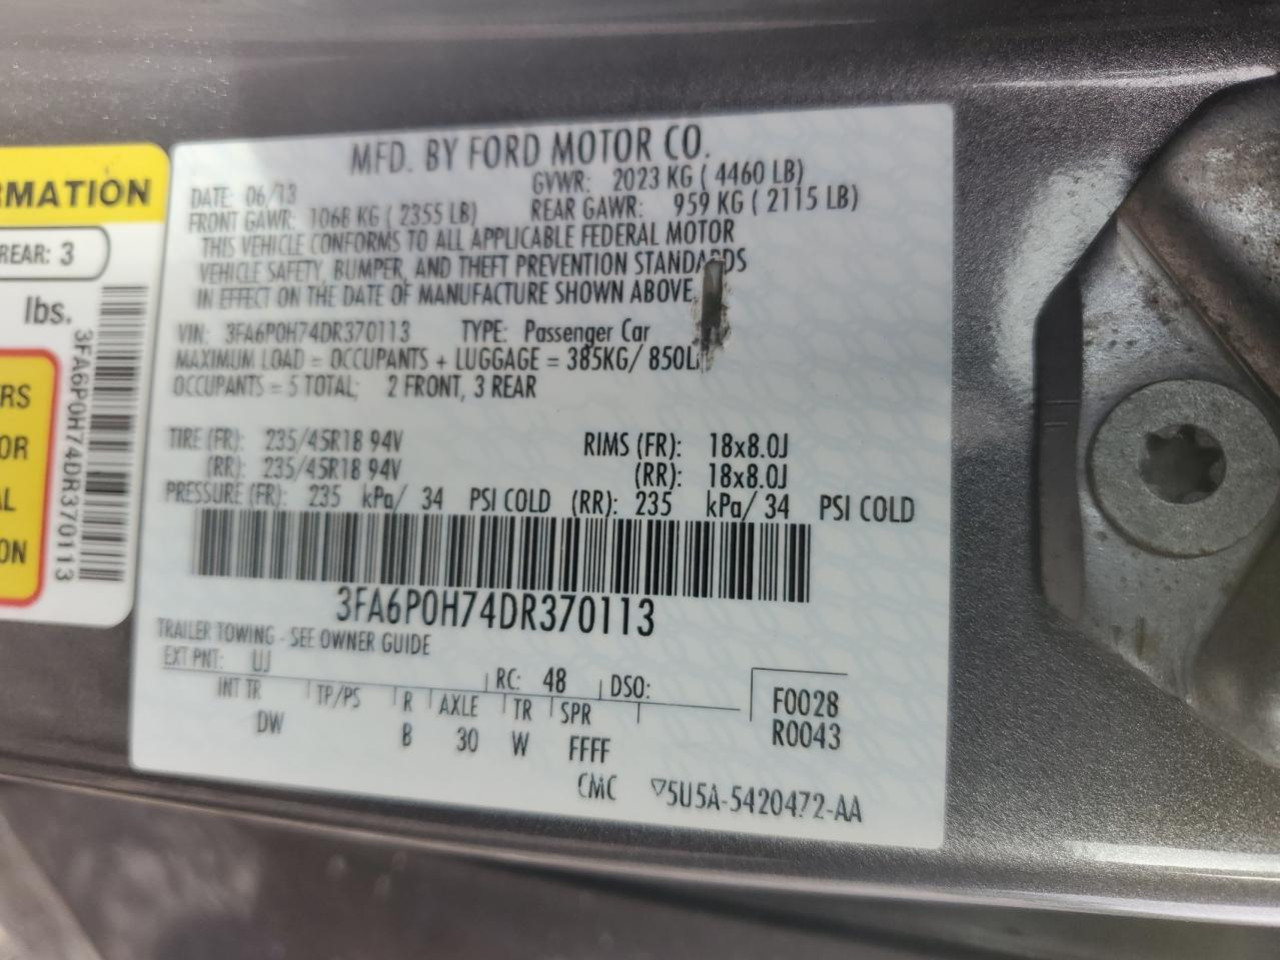 MFD. BY FORD MOTOR CO.
DATE: 06/13 GVWR: 2023 KG ( 4460 LB)
FRONT GAWR: 1068 KG ( 2355 LB) REAR GAWR: 959 KG ( 2115 LB)
THIS VEHICLE CONFORMS TO ALL APPLICABLE FEDERAL MOTOR
VEHICLE SAFETY, BUMPER, AND THEFT PREVENTION STANDARDS
IN EFFECT ON THE DATE OF MANUFACTURE SHOWN ABOVE
VIN: 3FA6P0H74DR370113 TYPE: Passenger Car
MAXIMUM LOAD = OCCUPANTS + LUGGAGE = 385KG/ 850L
OCCUPANTS = 5 TOTAL; 2 FRONT, 3 REAR
TIRE (FR): 235/45R18 94V RIMS (FR): 18x8.0J
(RR): 235/45R18 94V (RR): 18x8.0J
PRESSURE (FR): 235 kPa/ 34 PSI COLD (RR): 235 kPa/ 34 PSI COLD
3FA6P0H74DR370113
TRAILER TOWING - SEE OWNER GUIDE
EXT PNT: UJ RC: 48 DSO:
INT TR TP/PS R AXLE TR SPR F0028
DW B 30 W FFFF R0043
CMC ▽5U5A-5420472-AA
RMATION
REAR: 3
lbs.
3FA6P0H74DR370113
RS
OR
AL
ON